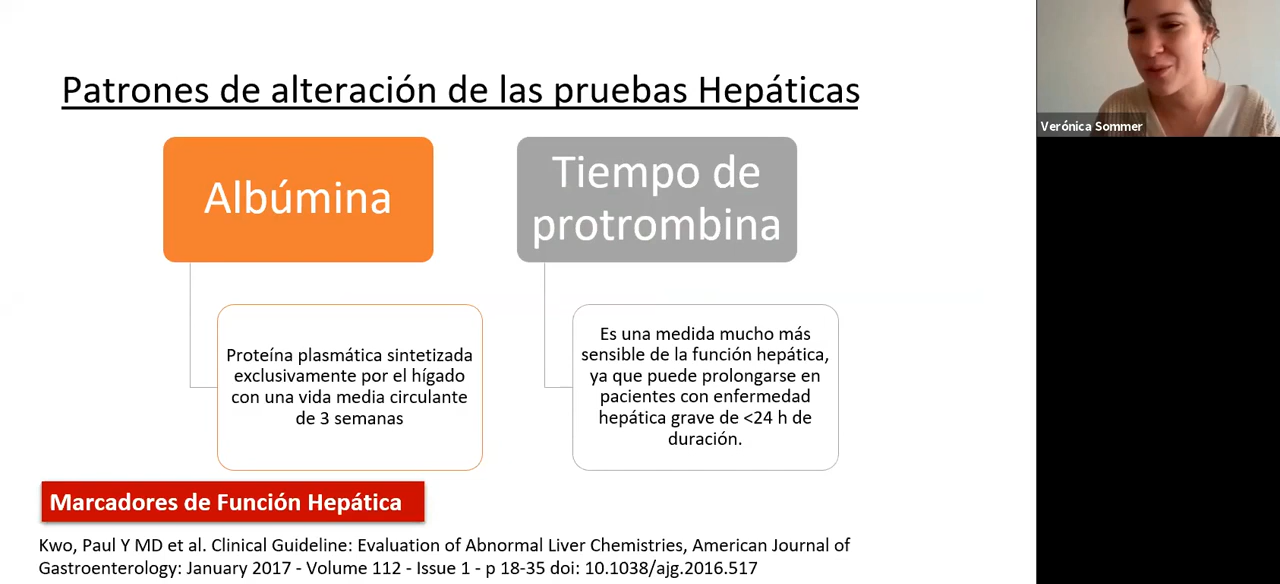 Patrones de alteración de las pruebas Hepáticas
Albúmina
Proteína plasmática sintetizada
exclusivamente por el hígado
con una vida media circulante
de 3 semanas
Tiempo de
protrombina
Es una medida mucho más
sensible de la función hepática,
ya que puede prolongarse en
pacientes con enfermedad
hepática grave de <24 h de
duración.
Marcadores de Función Hepática
Kwo, Paul Y MD et al. Clinical Guideline: Evaluation of Abnormal Liver Chemistries, American Journal of
Gastroenterology: January 2017 - Volume 112 - Issue 1 - p 18-35 doi: 10.1038/ajg.2016.517
Verónica Sommer